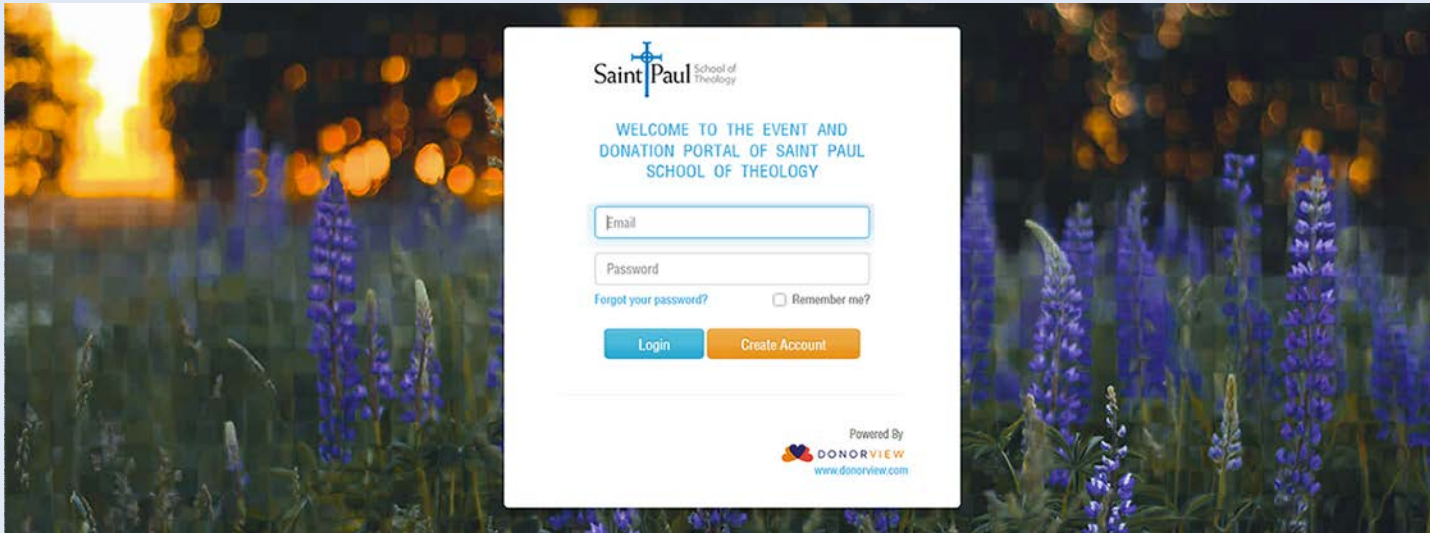 Saint Paul School of
Theology
WELCOME TO THE EVENT AND
DONATION PORTAL OF SAINT PAUL
SCHOOL OF THEOLOGY
Email
Password
Forgot your password? Remember me?
Login Create Account
Powered By
DONORVIEW
www.donorview.com